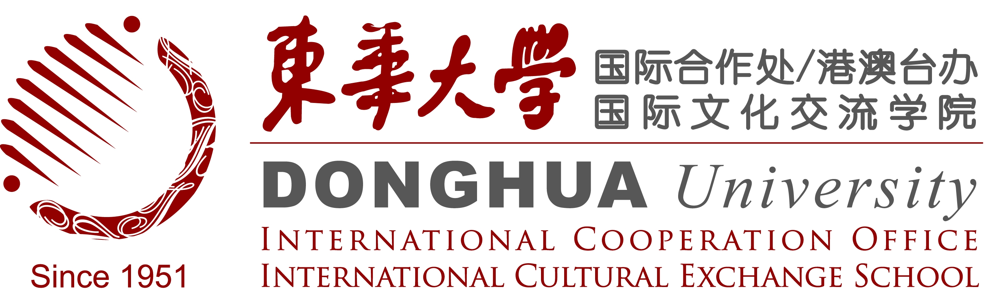 東華大学
国际合作处/港澳台办
国际文化交流学院
DONGHUA University
INTERNATIONAL COOPERATION OFFICE
INTERNATIONAL CULTURAL EXCHANGE SCHOOL
Since 1951